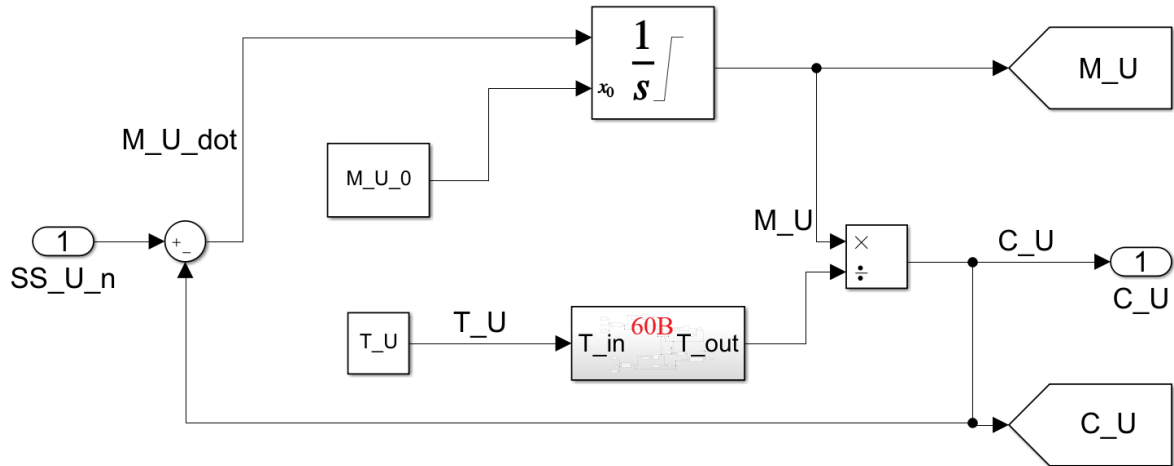 1
s
x₀
M_U
M_U_dot
M_U_0
1
SS_U_n
+
−
M_U
×
÷
C_U
1
C_U
T_U
T_U
60B
T_in
T_out
C_U